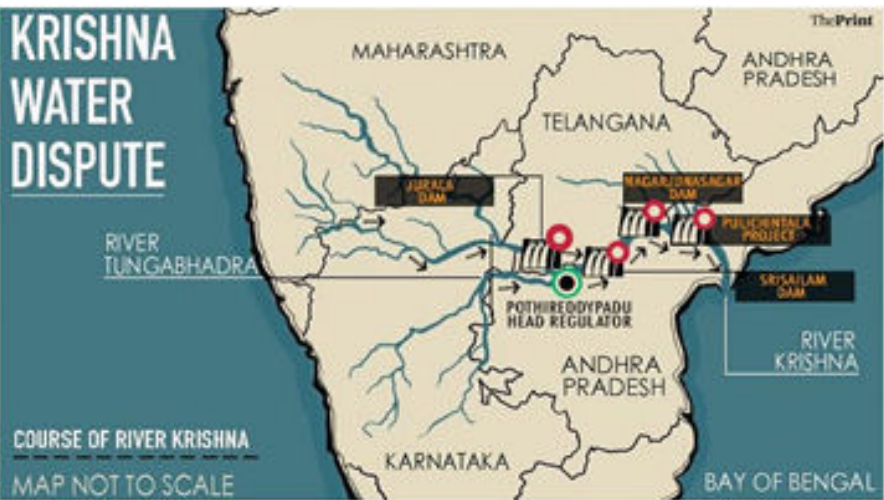 KRISHNA
WATER
DISPUTE
ThePrint
MAHARASHTRA
ANDHRA
PRADESH
TELANGANA
JURALA
DAM
NAGARJUNASAGAR
DAM
PULICHINTALA
PROJECT
RIVER
TUNGABHADRA
SRISAILAM
DAM
POTHIREDDYPADU
HEAD REGULATOR
RIVER
KRISHNA
ANDHRA
PRADESH
COURSE OF RIVER KRISHNA
KARNATAKA
MAP NOT TO SCALE
BAY OF BENGAL